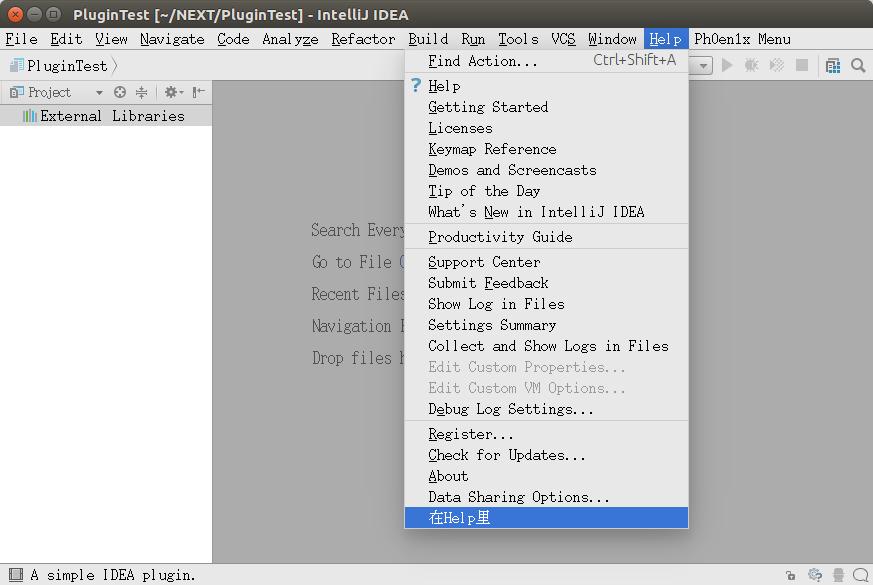 PluginTest [~/NEXT/PluginTest] - IntelliJ IDEA
File Edit View Navigate Code Analyze Refactor Build Run Tools VCS Window Help Ph0en1x Menu
PluginTest
Project
External Libraries
Search Every
Go to File
Recent Files
Navigation
Drop files
Find Action... Ctrl+Shift+A
? Help
Getting Started
Licenses
Keymap Reference
Demos and Screencasts
Tip of the Day
What's New in IntelliJ IDEA
Productivity Guide
Support Center
Submit Feedback
Show Log in Files
Settings Summary
Collect and Show Logs in Files
Edit Custom Properties...
Edit Custom VM Options...
Debug Log Settings...
Register...
Check for Updates...
About
Data Sharing Options...
在Help里
A simple IDEA plugin.